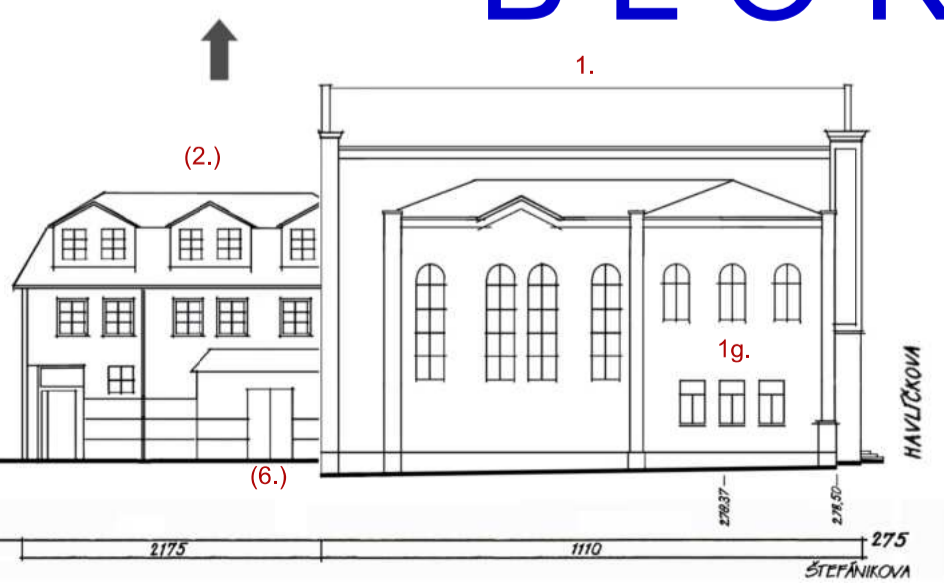 1.
(2.)
1g.
HAVLÍČKOVA
(6.)
278,37
278,50
2175
1110
275
ŠTEFÁNIKOVA